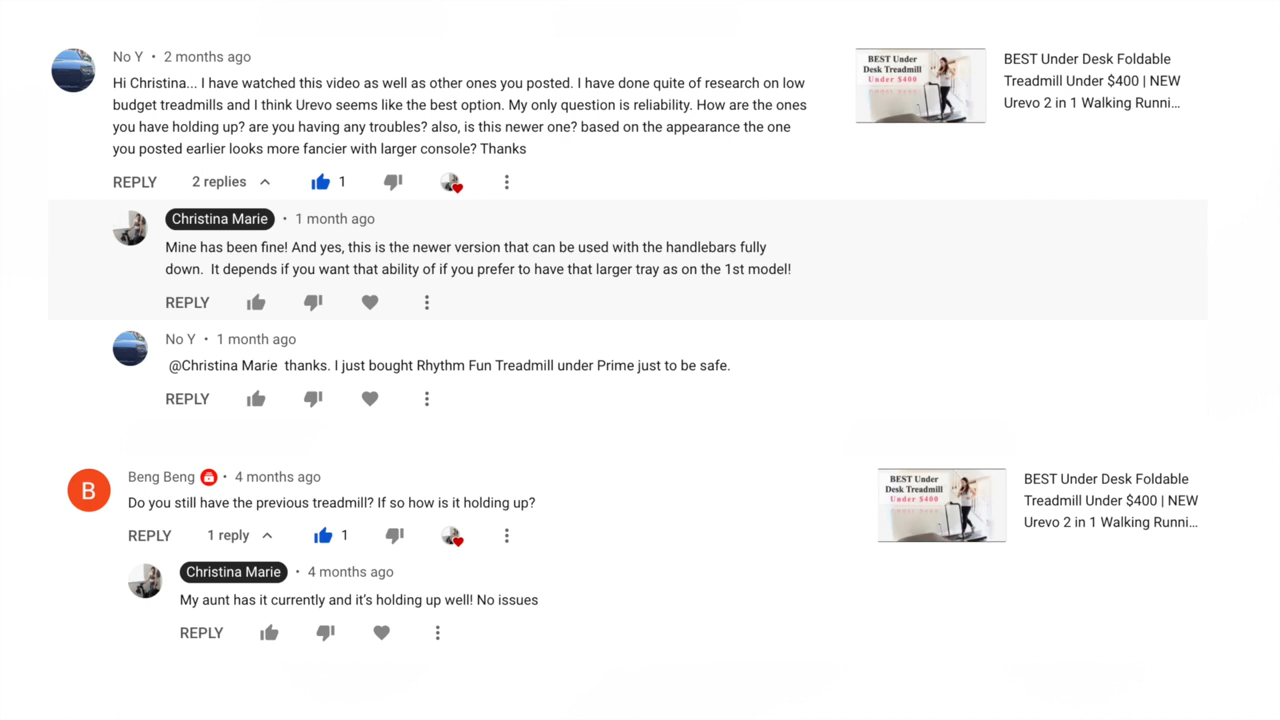 No Y • 2 months ago
Hi Christina... I have watched this video as well as other ones you posted. I have done quite of research on low
budget treadmills and I think Urevo seems like the best option. My only question is reliability. How are the ones
you have holding up? are you having any troubles? also, is this newer one? based on the appearance the one
you posted earlier looks more fancier with larger console? Thanks
REPLY 2 replies 1
BEST Under
Desk Treadmill
Under $400
BEST Under Desk Foldable
Treadmill Under $400 | NEW
Urevo 2 in 1 Walking Runni...
Christina Marie • 1 month ago
Mine has been fine! And yes, this is the newer version that can be used with the handlebars fully
down. It depends if you want that ability of if you prefer to have that larger tray as on the 1st model!
REPLY
No Y • 1 month ago
@Christina Marie thanks. I just bought Rhythm Fun Treadmill under Prime just to be safe.
REPLY
B
Beng Beng • 4 months ago
Do you still have the previous treadmill? If so how is it holding up?
REPLY 1 reply 1
BEST Under
Desk Treadmill
Under $400
BEST Under Desk Foldable
Treadmill Under $400 | NEW
Urevo 2 in 1 Walking Runni...
Christina Marie • 4 months ago
My aunt has it currently and it's holding up well! No issues
REPLY